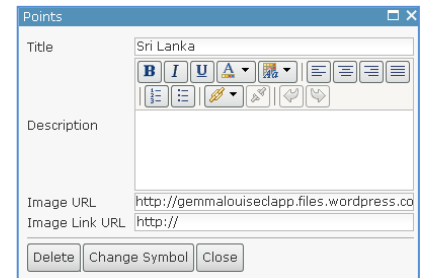 Points
Title Sri Lanka
B I U A
Description
Image URL http://gemmalouiseclapp.files.wordpress.co
Image Link URL http://
Delete Change Symbol Close